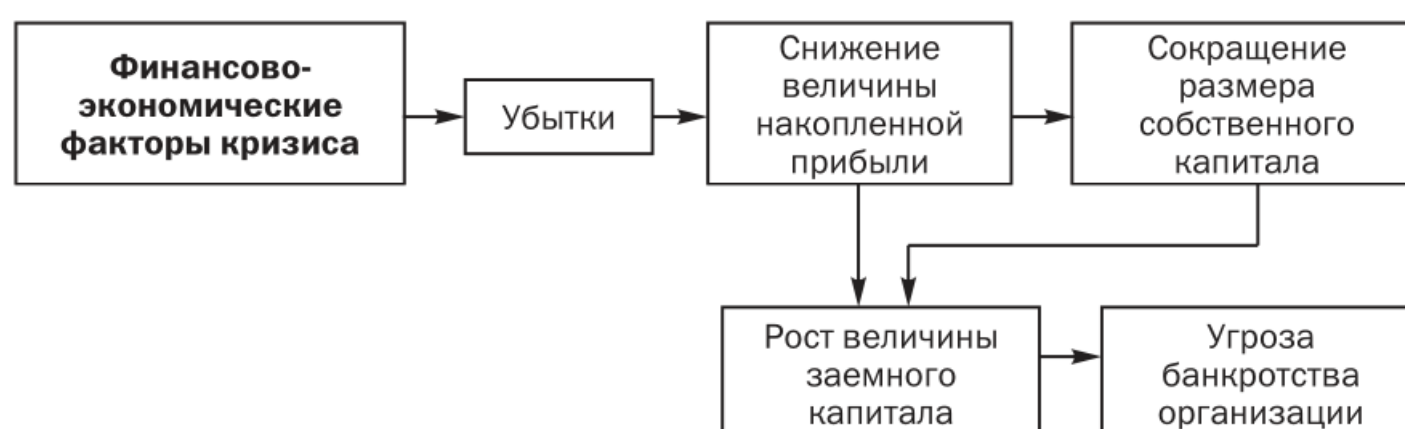 Финансово-
экономические
факторы кризиса
Убытки
Снижение
величины
накопленной
прибыли
Сокращение
размера
собственного
капитала
Рост величины
заемного
капитала
Угроза
банкротства
организации